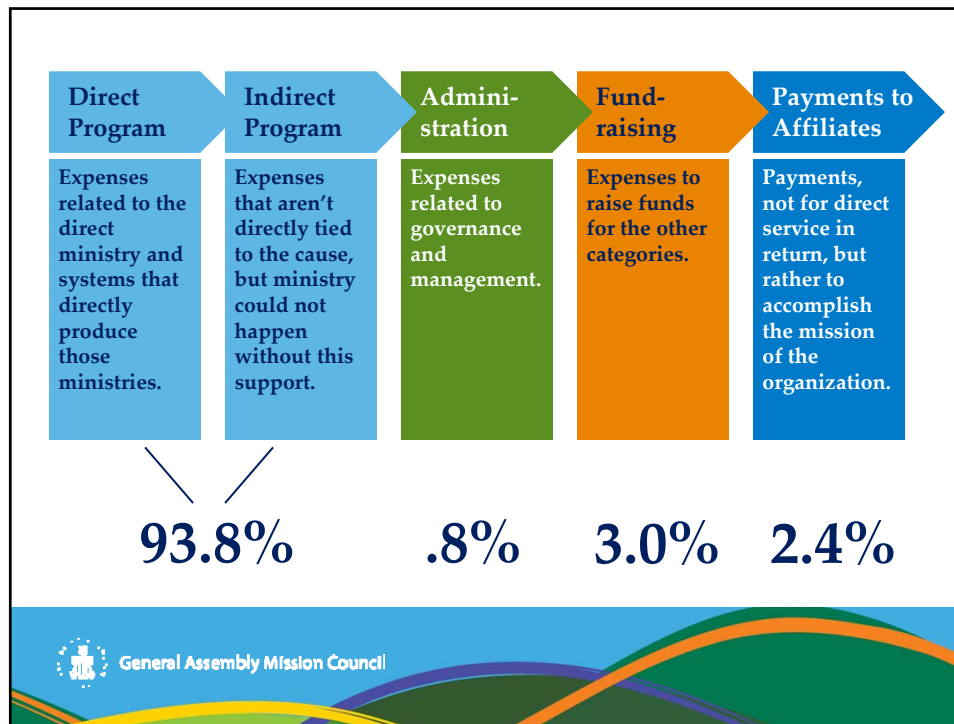 Direct
Program
Indirect
Program
Admini-
stration
Fund-
raising
Payments to
Affiliates
Expenses
related to the
direct
ministry and
systems that
directly
produce
those
ministries.
Expenses
that aren’t
directly tied
to the cause,
but ministry
could not
happen
without this
support.
Expenses
related to
governance
and
management.
Expenses to
raise funds
for the other
categories.
Payments,
not for direct
service in
return, but
rather to
accomplish
the mission
of the
organization.
93.8%
.8%
3.0%
2.4%
General Assembly Mission Council